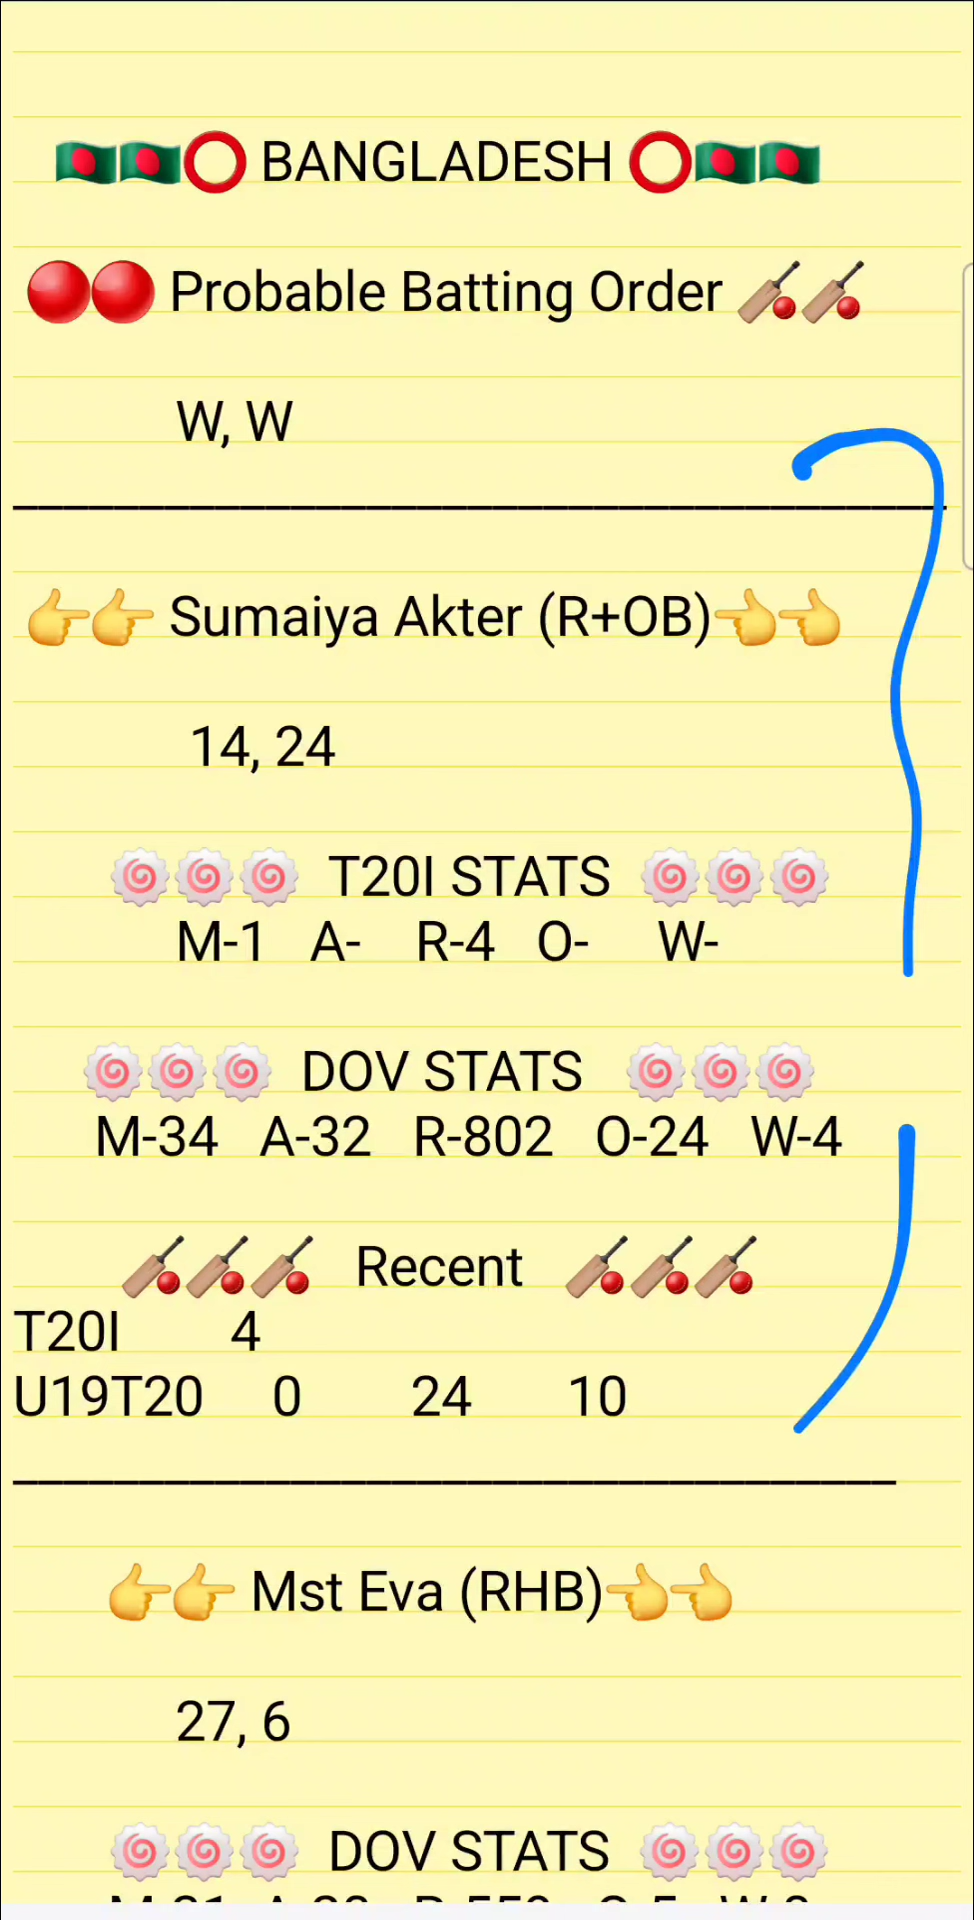 🇧🇩🇧🇩⭕ BANGLADESH ⭕🇧🇩🇧🇩
🔴🔴 Probable Batting Order 🏏🏏
W, W
👉👉 Sumaiya Akter (R+OB)👈👈
14, 24
🍥🍥🍥 T20I STATS 🍥🍥🍥
M-1 A- R-4 O- W-
🍥🍥🍥 DOV STATS 🍥🍥🍥
M-34 A-32 R-802 O-24 W-4
🏏🏏🏏 Recent 🏏🏏🏏
T20I 4
U19T20 0 24 10
👉👉 Mst Eva (RHB)👈👈
27, 6
🍥🍥🍥 DOV STATS 🍥🍥🍥